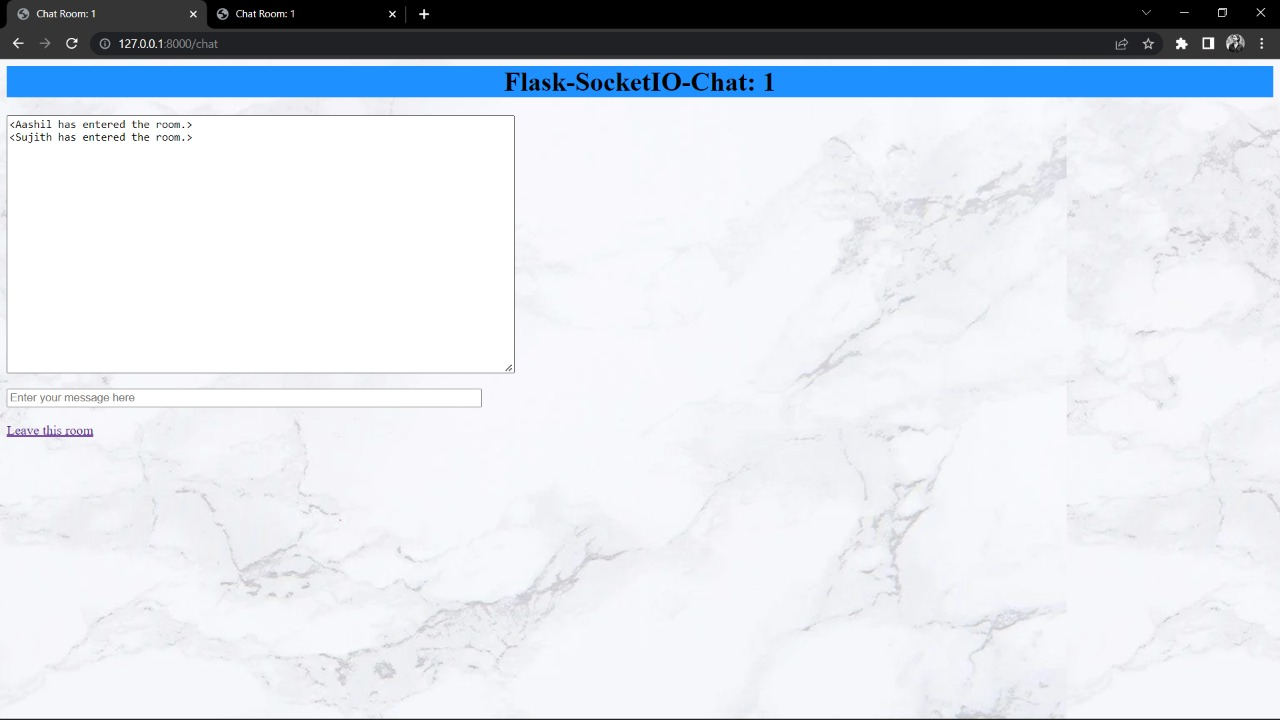 Chat Room: 1
Chat Room: 1
127.0.0.1:8000/chat
Flask-SocketIO-Chat: 1
<Aashil has entered the room.>
<Sujith has entered the room.>
Enter your message here
Leave this room